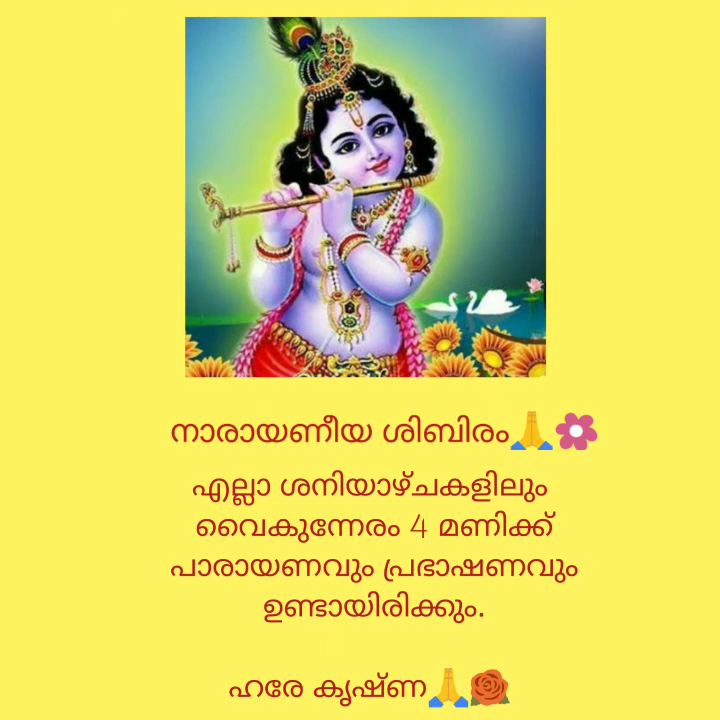 നാരായണീയ ശിബിരം🙏🌸
എല്ലാ ശനിയാഴ്ചകളിലും
വൈകുന്നേരം 4 മണിക്ക്
പാരായണവും പ്രഭാഷണവും
ഉണ്ടായിരിക്കും.
ഹരേ കൃഷ്ണ🙏🌹